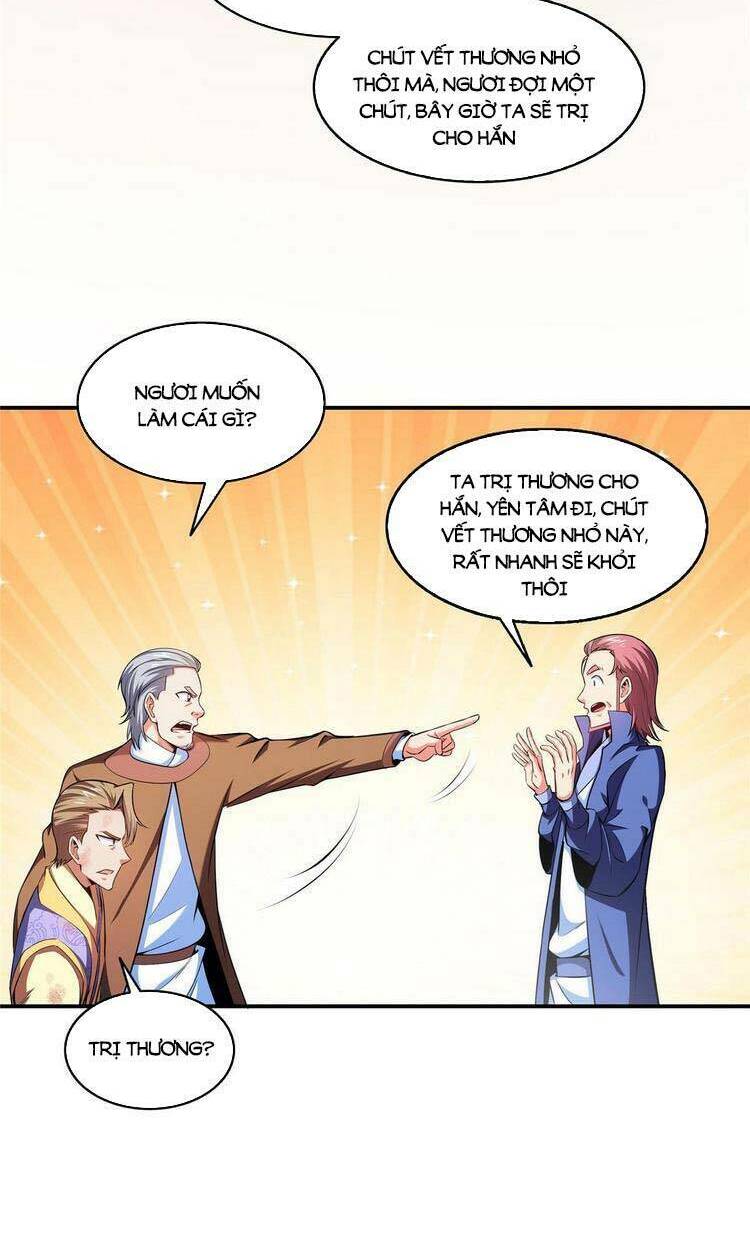 CHÚT VẾT THƯƠNG NHỎ
THÔI MÀ, NGƯƠI ĐỢI MỘT
CHÚT, BÂY GIỜ TA SẼ TRỊ
CHO HẮN
NGƯƠI MUỐN
LÀM CÁI GÌ?
TA TRỊ THƯƠNG CHO
HẮN, YÊN TÂM ĐI, CHÚT
VẾT THƯƠNG NHỎ NÀY,
RẤT NHANH SẼ KHỎI
THÔI
TRỊ THƯƠNG?